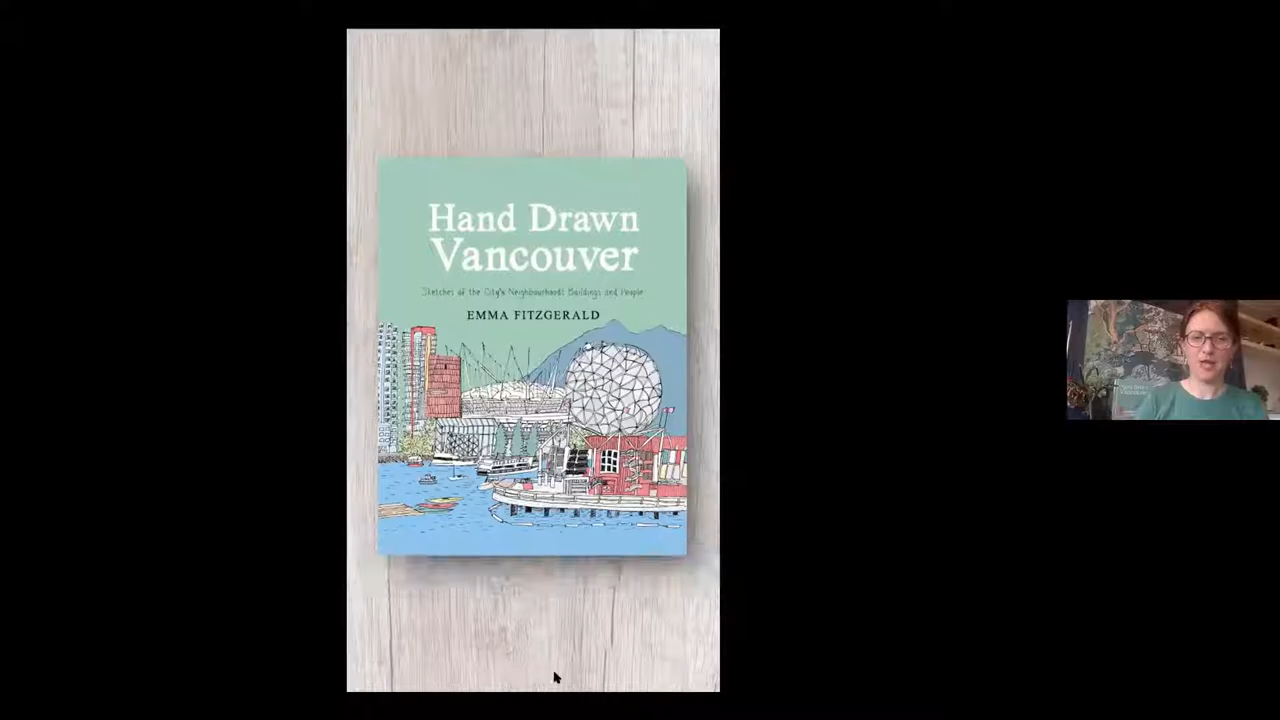 Hand Drawn
Vancouver
Sketches of the City's Neighbourhoods Buildings and People
EMMA FITZGERALD